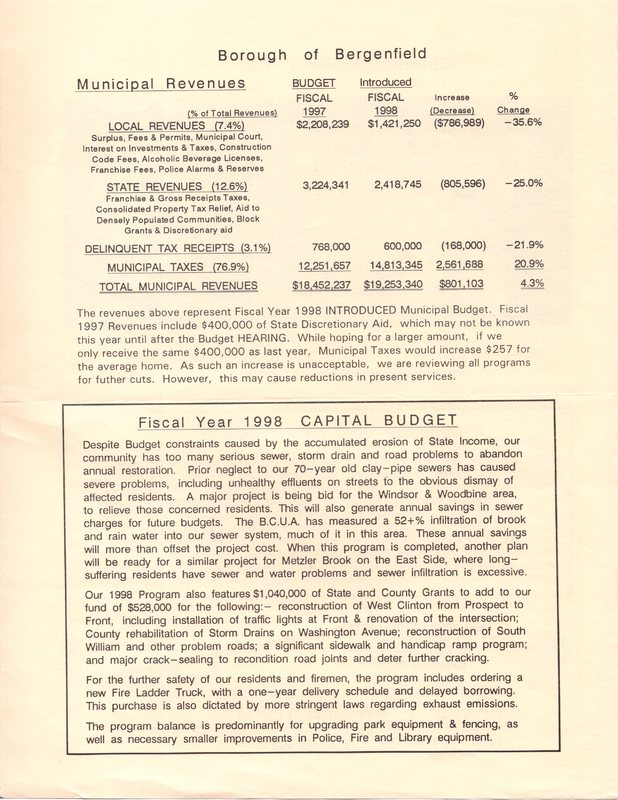 Borough of Bergenfield
Municipal Revenues BUDGET Introduced
FISCAL FISCAL Increase %
(% of Total Revenues) 1997 1998 (Decrease) Change
LOCAL REVENUES (7.4%) $2,208,239 $1,421,250 ($786,989) -35.6%
Surplus, Fees & Permits, Municipal Court,
Interest on Investments & Taxes, Construction
Code Fees, Alcoholic Beverage Licenses,
Franchise Fees, Police Alarms & Reserves
STATE REVENUES (12.6%) 3,224,341 2,418,745 (805,596) -25.0%
Franchise & Gross Receipts Taxes,
Consolidated Property Tax Relief, Aid to
Densely Populated Communities, Block
Grants & Discretionary aid
DELINQUENT TAX RECEIPTS (3.1%) 768,000 600,000 (168,000) -21.9%
MUNICIPAL TAXES (76.9%) 12,251,657 14,813,345 2,561,688 20.9%
TOTAL MUNICIPAL REVENUES $18,452,237 $19,253,340 $801,103 4.3%
The revenues above represent Fiscal Year 1998 INTRODUCED Municipal Budget. Fiscal
1997 Revenues include $400,000 of State Discretionary Aid, which may not be known
this year until after the Budget HEARING. While hoping for a larger amount, if we
only receive the same $400,000 as last year, Municipal Taxes would increase $257 for
the average home. As such an increase is unacceptable, we are reviewing all programs
for futher cuts. However, this may cause reductions in present services.
Fiscal Year 1998 CAPITAL BUDGET
Despite Budget constraints caused by the accumulated erosion of State Income, our
community has too many serious sewer, storm drain and road problems to abandon
annual restoration. Prior neglect to our 70-year old clay-pipe sewers has caused
severe problems, including unhealthy effluents on streets to the obvious dismay of
affected residents. A major project is being bid for the Windsor & Woodbine area,
to relieve those concerned residents. This will also generate annual savings in sewer
charges for future budgets. The B.C.U.A. has measured a 52+% infiltration of brook
and rain water into our sewer system, much of it in this area. These annual savings
will more than offset the project cost. When this program is completed, another plan
will be ready for a similar project for Metzler Brook on the East Side, where long-
suffering residents have sewer and water problems and sewer infiltration is excessive.
Our 1998 Program also features $1,040,000 of State and County Grants to add to our
fund of $528,000 for the following:- reconstruction of West Clinton from Prospect to
Front, including installation of traffic lights at Front & renovation of the intersection;
County rehabilitation of Storm Drains on Washington Avenue; reconstruction of South
William and other problem roads; a significant sidewalk and handicap ramp program;
and major crack-sealing to recondition road joints and deter further cracking.
For the further safety of our residents and firemen, the program includes ordering a
new Fire Ladder Truck, with a one-year delivery schedule and delayed borrowing.
This purchase is also dictated by more stringent laws regarding exhaust emissions.
The program balance is predominantly for upgrading park equipment & fencing, as
well as necessary smaller improvements in Police, Fire and Library equipment.